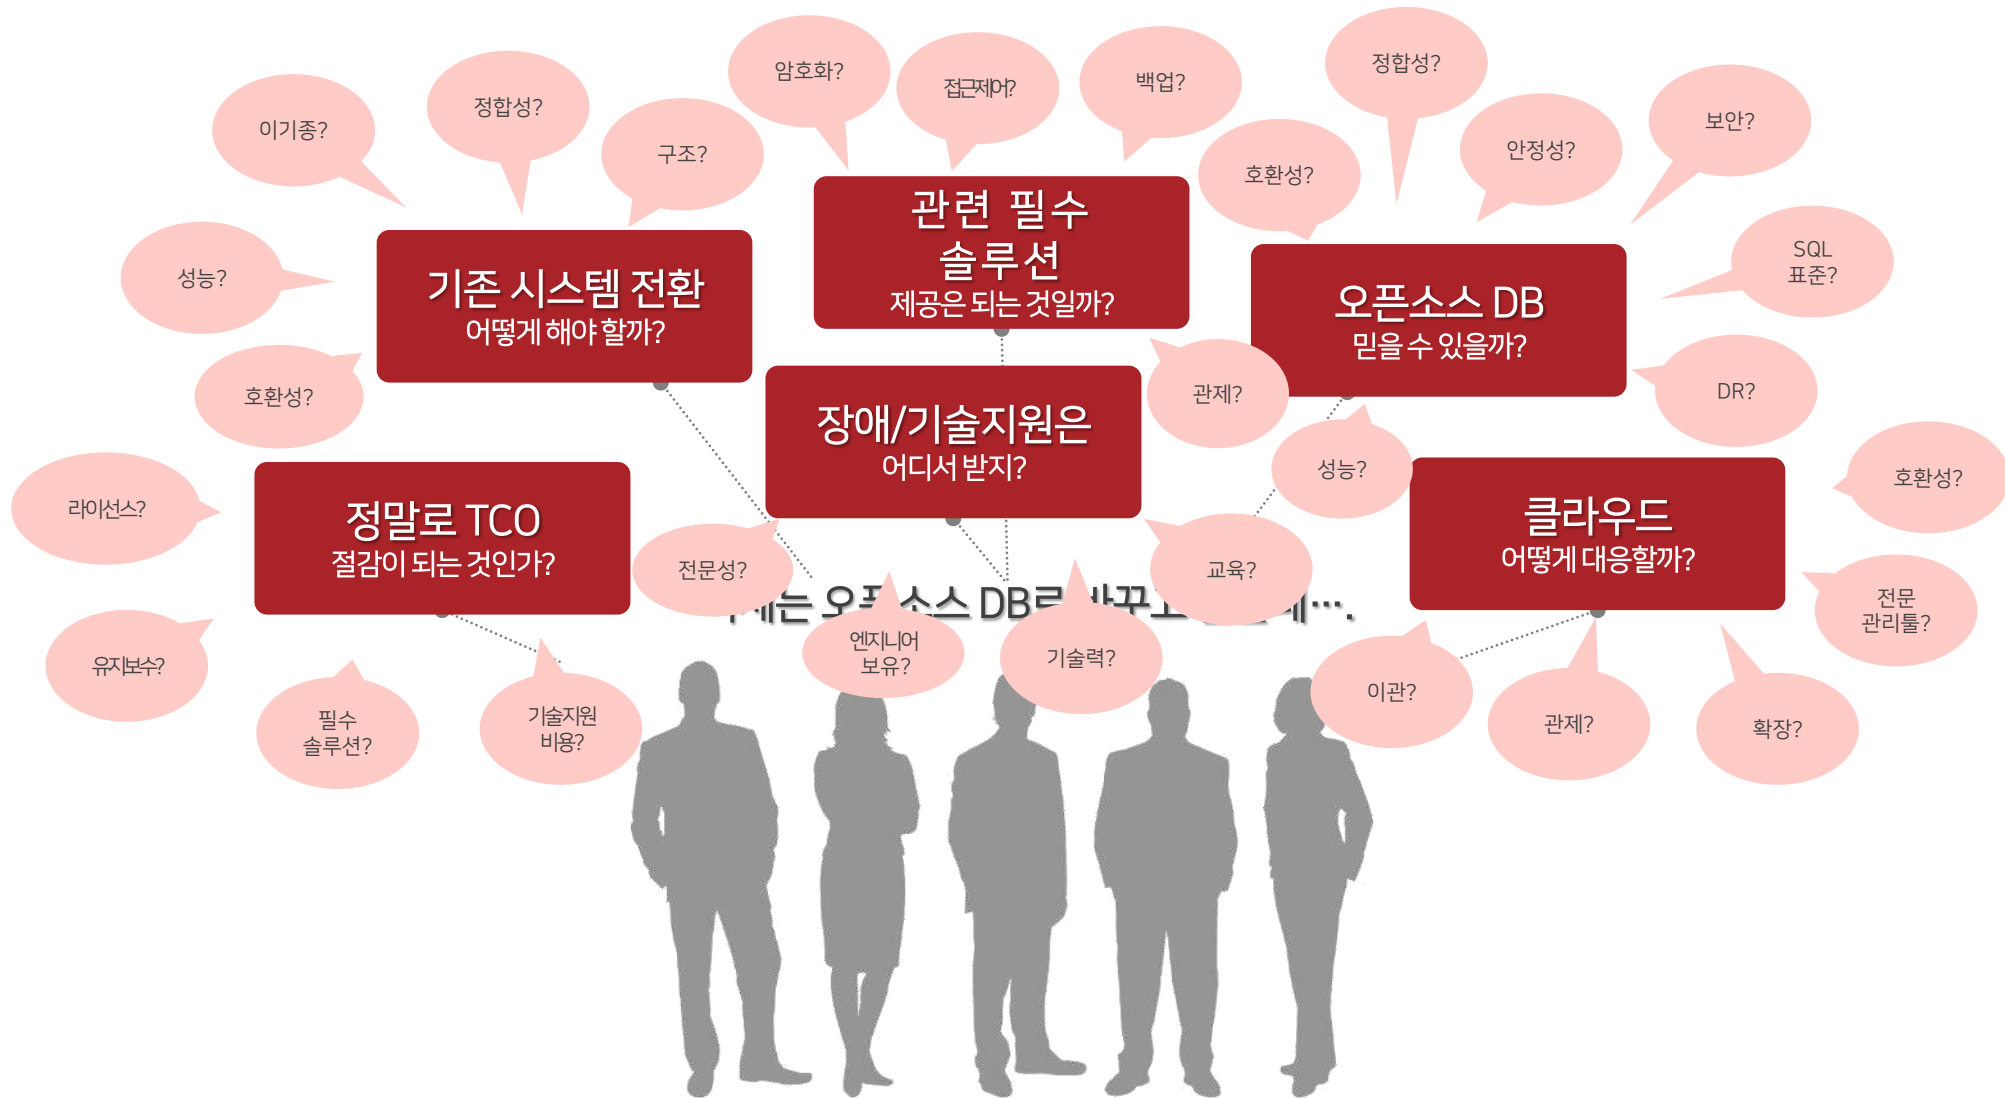 암호화?
접근제어?
백업?
정합성?
이기종?
정합성?
구조?
호환성?
안정성?
보안?
관련 필수
솔루션
제공은 되는 것일까?
성능?
기존 시스템 전환
어떻게 해야 할까?
오픈소스 DB
믿을 수 있을까?
SQL
표준?
호환성?
관제?
DR?
장애/기술지원은
어디서 받지?
성능?
호환성?
라이선스?
정말로 TCO
절감이 되는 것인가?
클라우드
어떻게 대응할까?
전문성?
교육?
오픈소스 DB로
전문
관리툴?
유지보수?
엔지니어
보유?
기술력?
이관?
필수
솔루션?
기술지원
비용?
관제?
확장?